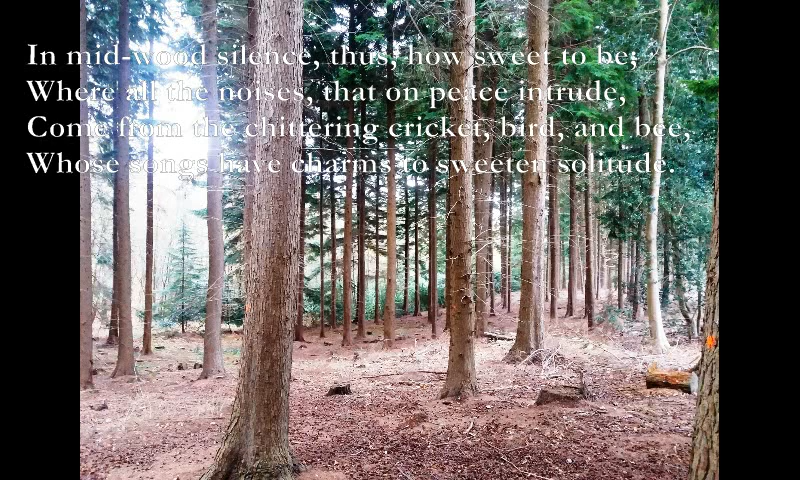 In mid-wood silence, thus, how sweet to be;
Where all the noises, that on peace intrude,
Come from the chittering cricket, bird, and bee,
Whose songs have charms to sweeten solitude.